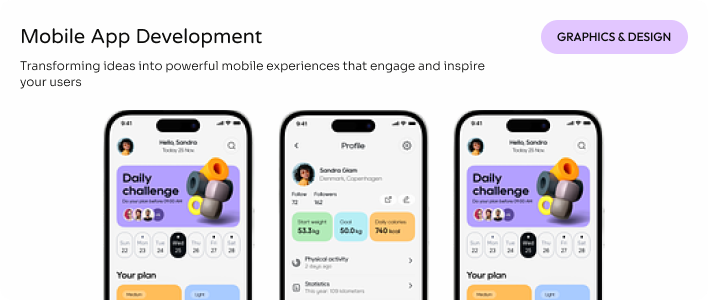 Mobile App Development
GRAPHICS & DESIGN
Transforming ideas into powerful mobile experiences that engage and inspire
your users
9:41
Hello, Sandra
Today 25 Nov.
Daily
challenge
Do your plan before 09:00 AM
Sun Mon Tue Wed Thu Fri Sat
22 23 24 25 26 27 28
Your plan
Medium
Light
9:41
Profile
Sandra Glam
Denmark, Copenhagen
Follow Followers
72 162
Start weight Goal Daily calories
53.3 kg 50.0 kg 740 kcal
Physical activity
2 days ago
Statistics
This year: 109 kilometers
9:41
Hello, Sandra
Today 25 Nov.
Daily
challenge
Do your plan before 09:00 AM
Sun Mon Tue Wed Thu Fri Sat
22 23 24 25 26 27 28
Your plan
Medium
Light